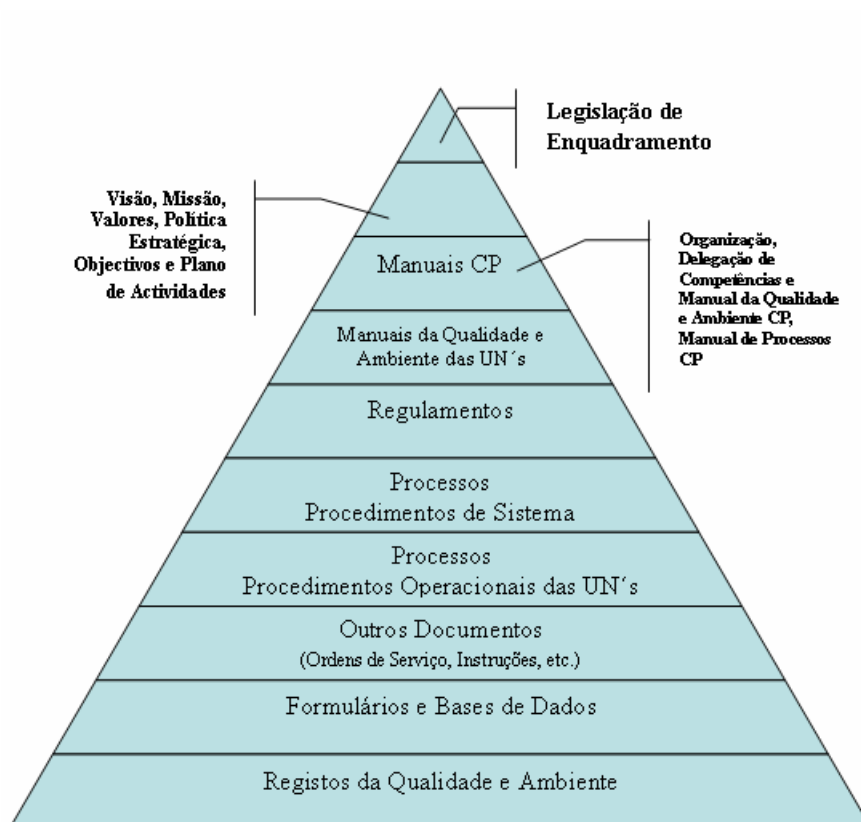 Legislação de
Enquadramento
Visão, Missão,
Valores, Política
Estratégica,
Objectivos e Plano
de Actividades
Manuais CP
Organização,
Delegação de
Competências e
Manual da Qualidade
e Ambiente CP,
Manual de Processos
CP
Manuais da Qualidade e
Ambiente das UN´s
Regulamentos
Processos
Procedimentos de Sistema
Processos
Procedimentos Operacionais das UN´s
Outros Documentos
(Ordens de Serviço, Instruções, etc.)
Formulários e Bases de Dados
Registos da Qualidade e Ambiente